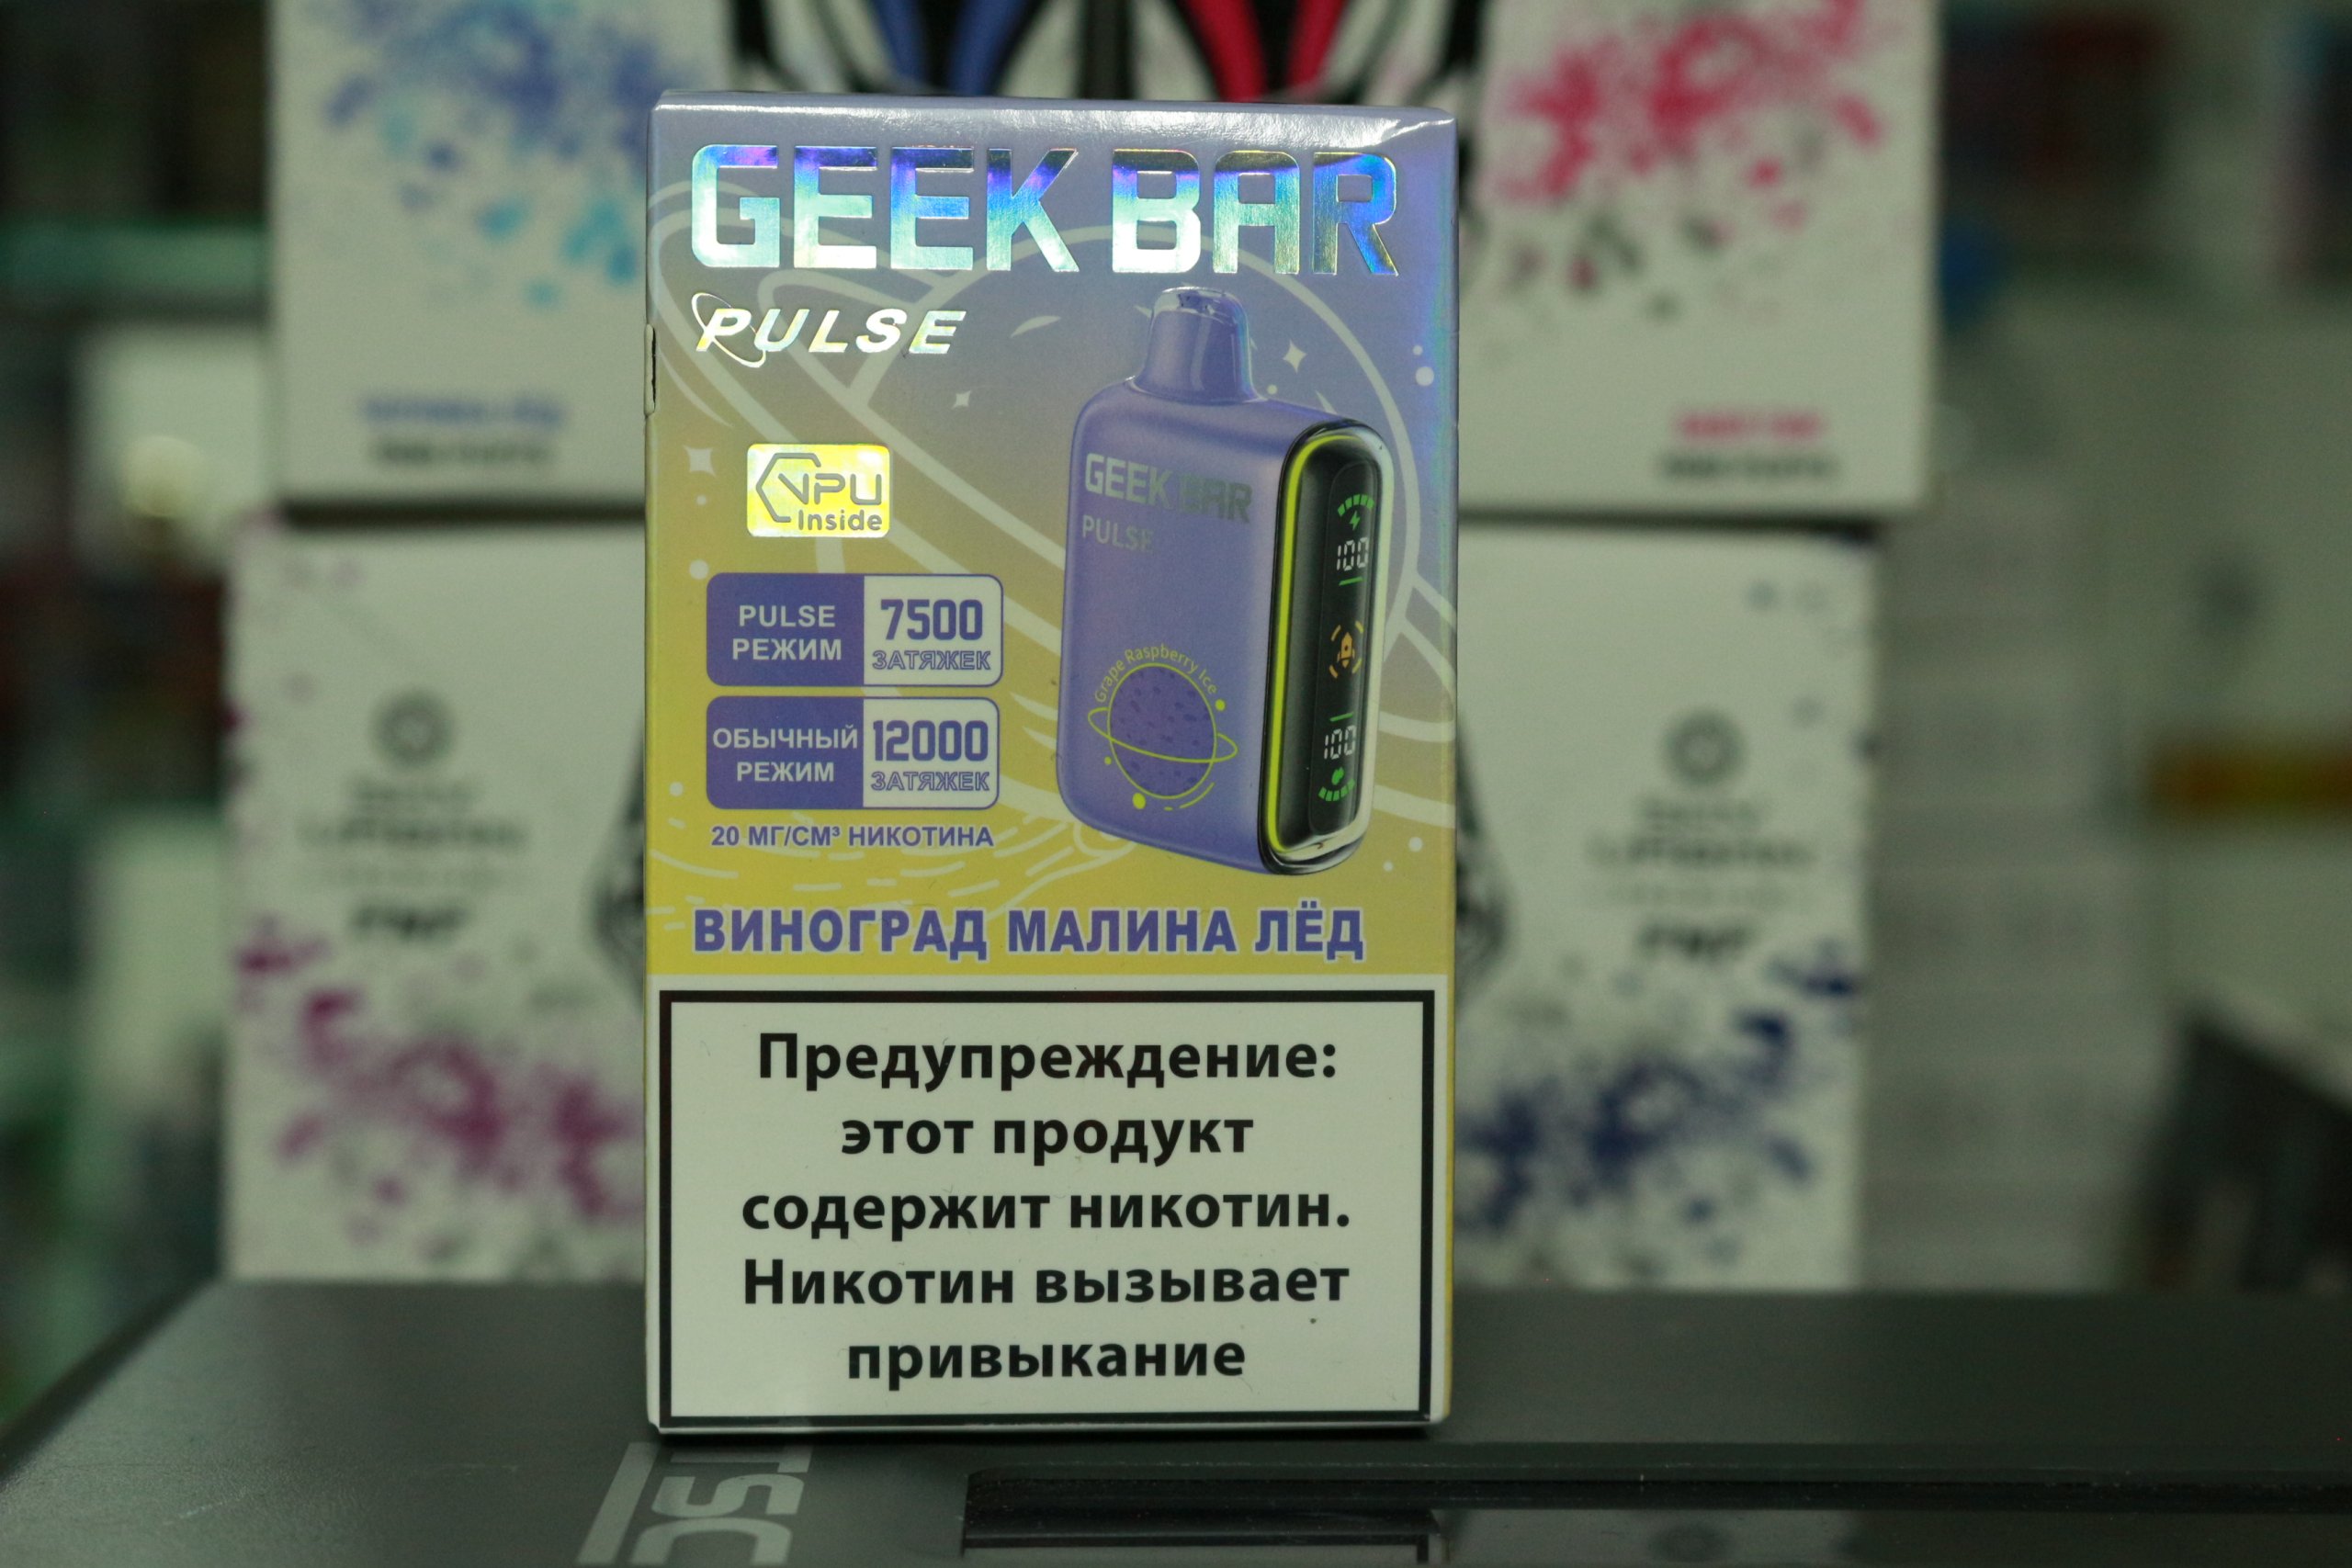 GEEK BAR
PULSE
VPU
Inside
PULSE
РЕЖИМ
7500
ЗАТЯЖЕК
ОБЫЧНЫЙ
РЕЖИМ
12000
ЗАТЯЖЕК
20 МГ/СМ³ НИКОТИНА
GEEK BAR
PULSE
Grape Raspberry Ice
100
100
ВИНОГРАД МАЛИНА ЛЁД
Предупреждение:
этот продукт
содержит никотин.
Никотин вызывает
привыкание